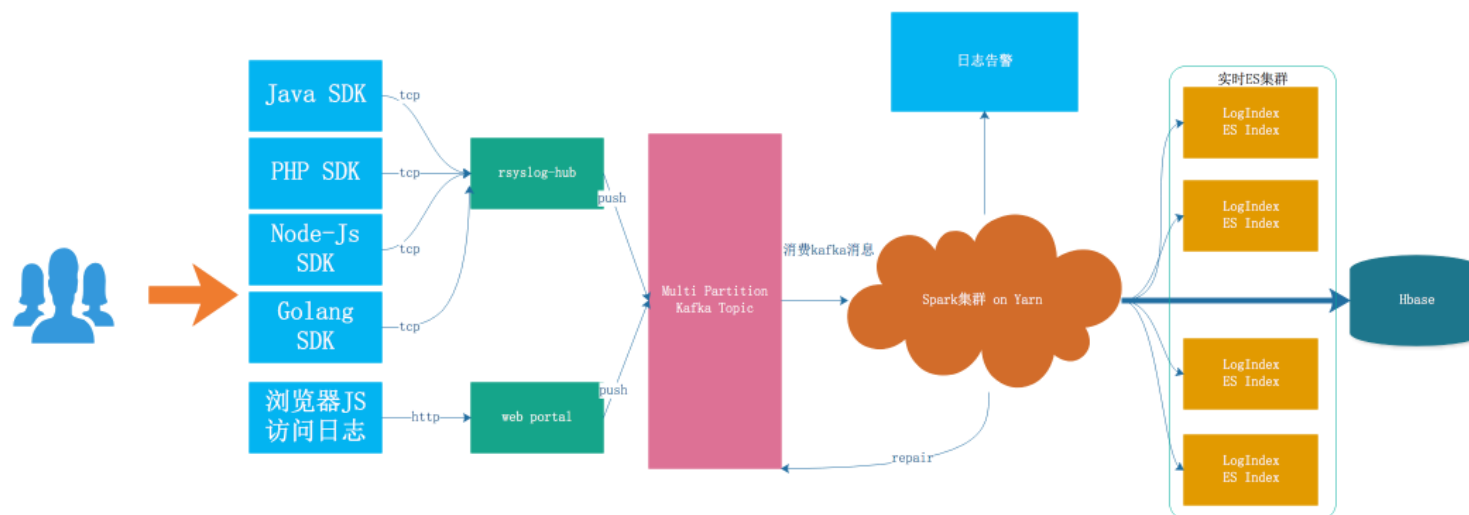 Java SDK
tcp
PHP SDK
tcp
Node-Js
SDK
tcp
Golang
SDK
tcp
浏览器JS
访问日志
http
rsyslog-hub
push
web portal
push
Multi Partition
Kafka Topic
消费kafka消息
日志告警
Spark集群 on Yarn
repair
实时ES集群
LogIndex
ES Index
LogIndex
ES Index
LogIndex
ES Index
LogIndex
ES Index
Hbase